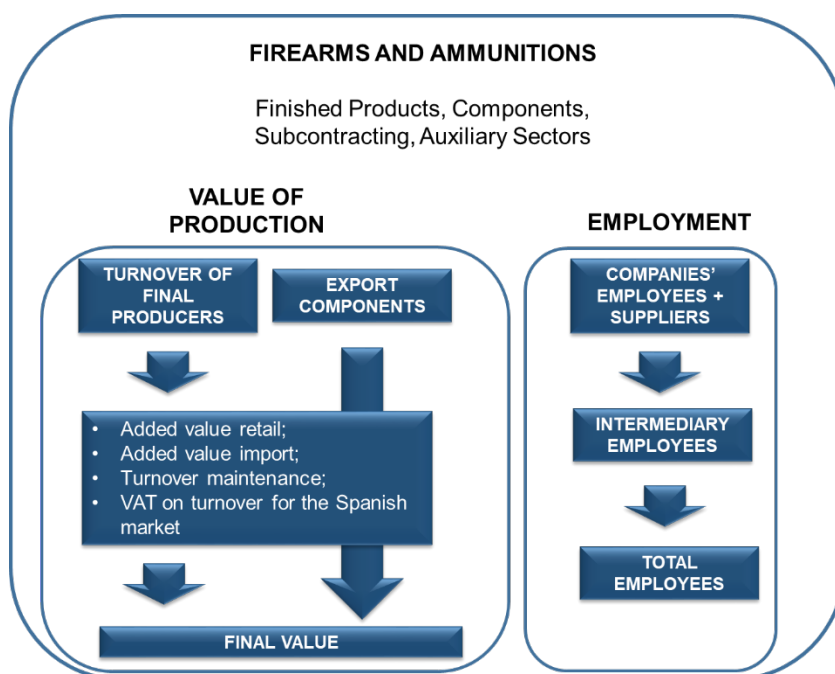 FIREARMS AND AMMUNITIONS
Finished Products, Components,
Subcontracting, Auxiliary Sectors
VALUE OF
PRODUCTION
TURNOVER OF
FINAL
PRODUCERS
EXPORT
COMPONENTS
• Added value retail;
• Added value import;
• Turnover maintenance;
• VAT on turnover for the Spanish
market
FINAL VALUE
EMPLOYMENT
COMPANIES'
EMPLOYEES +
SUPPLIERS
INTERMEDIARY
EMPLOYEES
TOTAL
EMPLOYEES